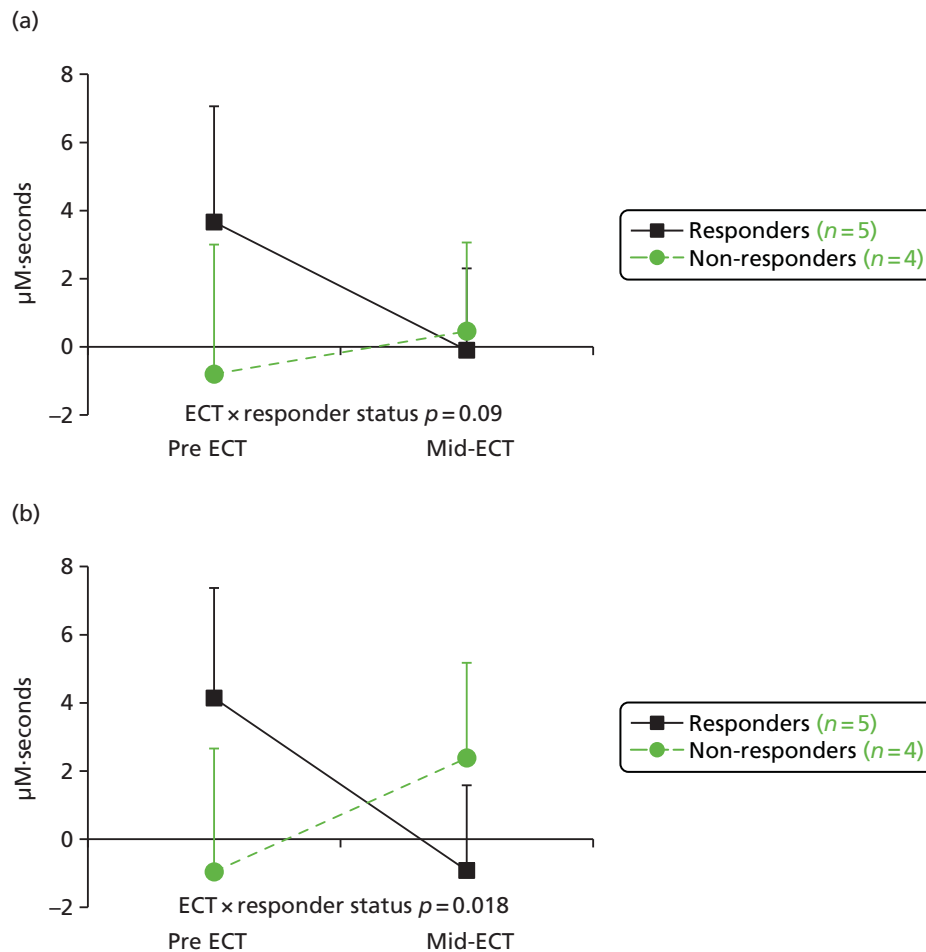 (a)
8
6
4
2
0
–2
μM·seconds
Responders (n = 5)
Non-responders (n = 4)
ECT × responder status p = 0.09
Pre ECT
Mid-ECT
(b)
8
6
4
2
0
–2
μM·seconds
Responders (n = 5)
Non-responders (n = 4)
ECT × responder status p = 0.018
Pre ECT
Mid-ECT